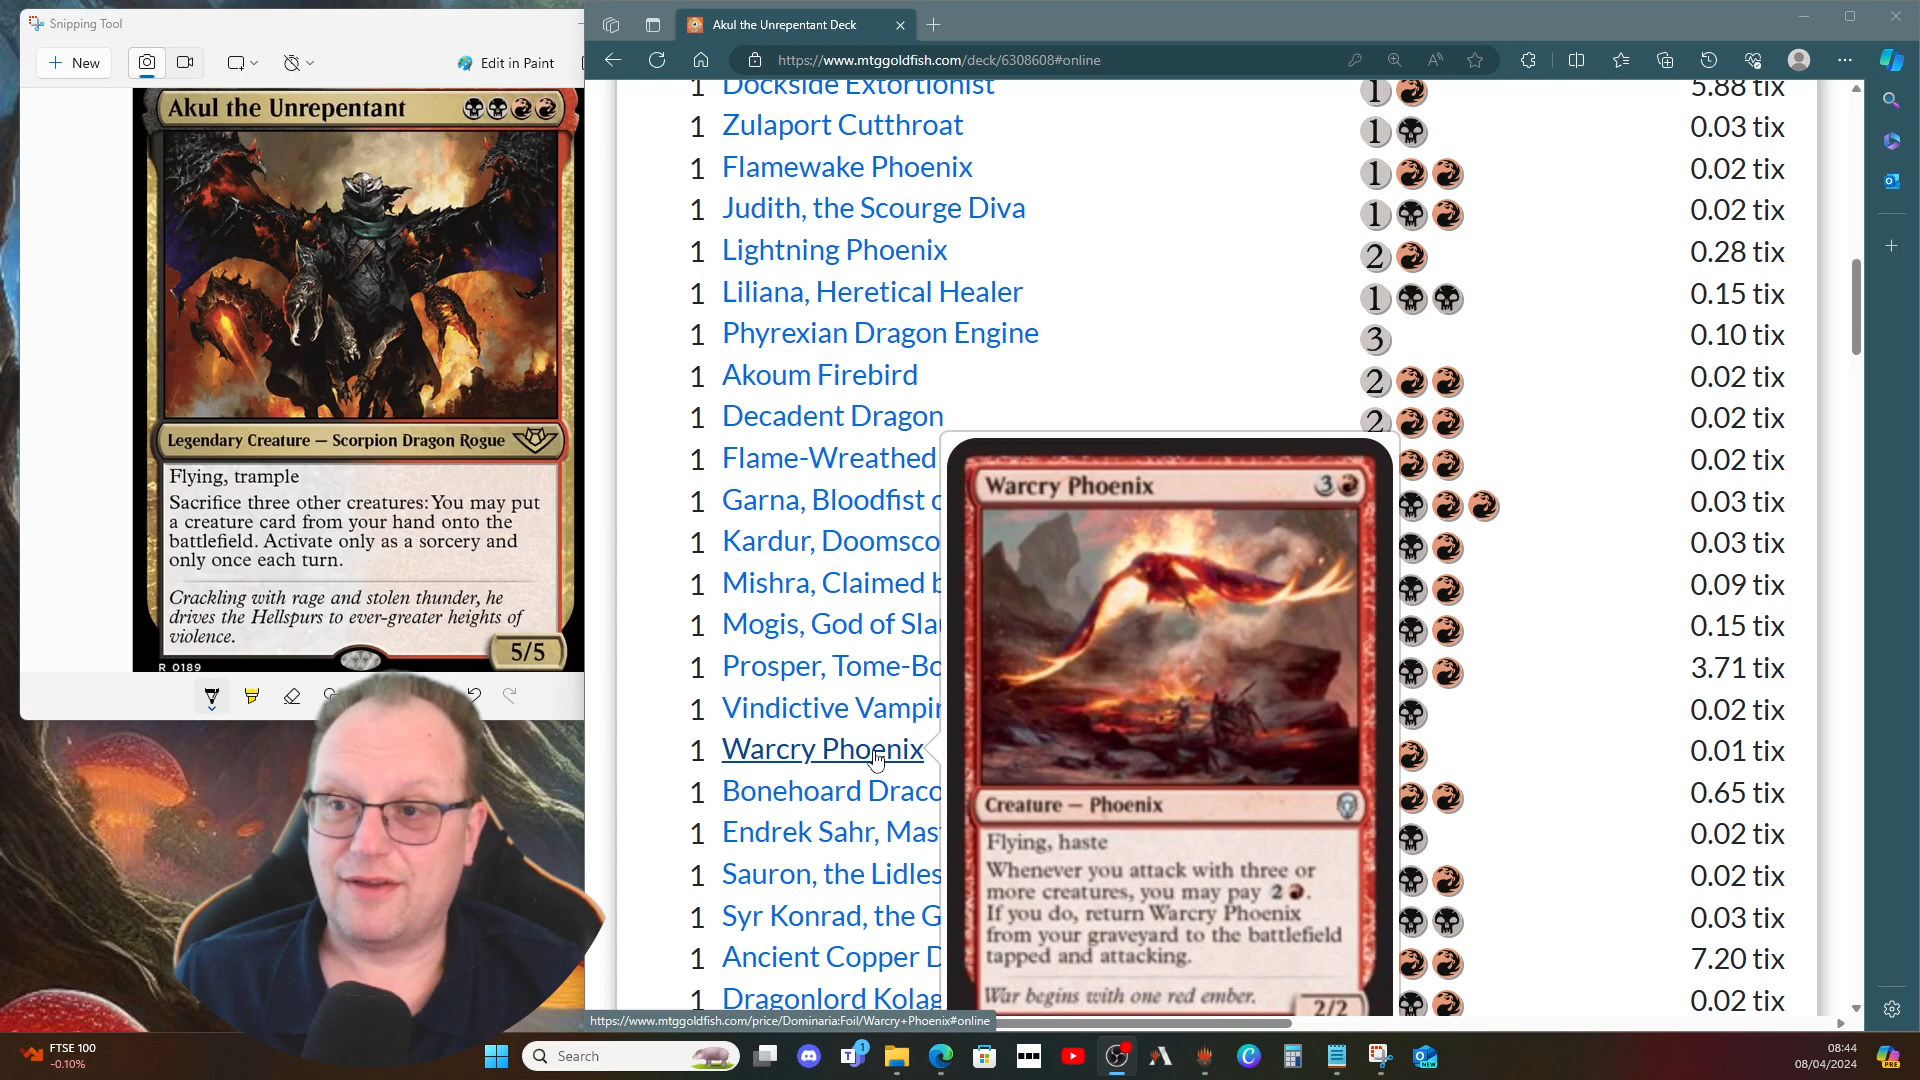 Snipping Tool
New
Edit in Paint
Akul the Unrepentant
Legendary Creature — Scorpion Dragon Rogue
Flying, trample
Sacrifice three other creatures: You may put
a creature card from your hand onto the
battlefield. Activate only as a sorcery and
only once each turn.
Crackling with rage and stolen thunder, he
drives the Hellspurs to ever-greater heights of
violence.
5/5
R 0189
Akul the Unrepentant Deck
https://www.mtggoldfish.com/deck/6308608#online
1 Dockside Extortionist 1 5.88 tix
1 Zulaport Cutthroat 1 0.03 tix
1 Flamewake Phoenix 1 0.02 tix
1 Judith, the Scourge Diva 1 0.02 tix
1 Lightning Phoenix 2 0.28 tix
1 Liliana, Heretical Healer 1 0.15 tix
1 Phyrexian Dragon Engine 3 0.10 tix
1 Akoum Firebird 2 0.02 tix
1 Decadent Dragon 2 0.02 tix
1 Flame-Wreathed 0.02 tix
1 Garna, Bloodfist o 0.03 tix
1 Kardur, Doomsco 0.03 tix
1 Mishra, Claimed b 0.09 tix
1 Mogis, God of Sla 0.15 tix
1 Prosper, Tome-Bo 3.71 tix
1 Vindictive Vampir 0.02 tix
1 Warcry Phoenix 0.01 tix
1 Bonehoard Draco 0.65 tix
1 Endrek Sahr, Mas 0.02 tix
1 Sauron, the Lidles 0.02 tix
1 Syr Konrad, the G 0.03 tix
1 Ancient Copper D 7.20 tix
1 Dragonlord Kolag 0.02 tix
Warcry Phoenix 3
Creature — Phoenix
Flying, haste
Whenever you attack with three or
more creatures, you may pay 2 .
If you do, return Warcry Phoenix
from your graveyard to the battlefield
tapped and attacking.
War begins with one red ember.
2/2
https://www.mtggoldfish.com/price/Dominaria:Foil/Warcry+Phoenix#online
FTSE 100
-0.10%
Search
1
08:44
08/04/2024